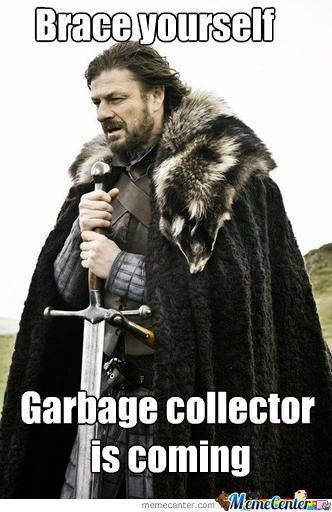 Brace yourself
Garbage collector
is coming
memecenter.com MemeCenter